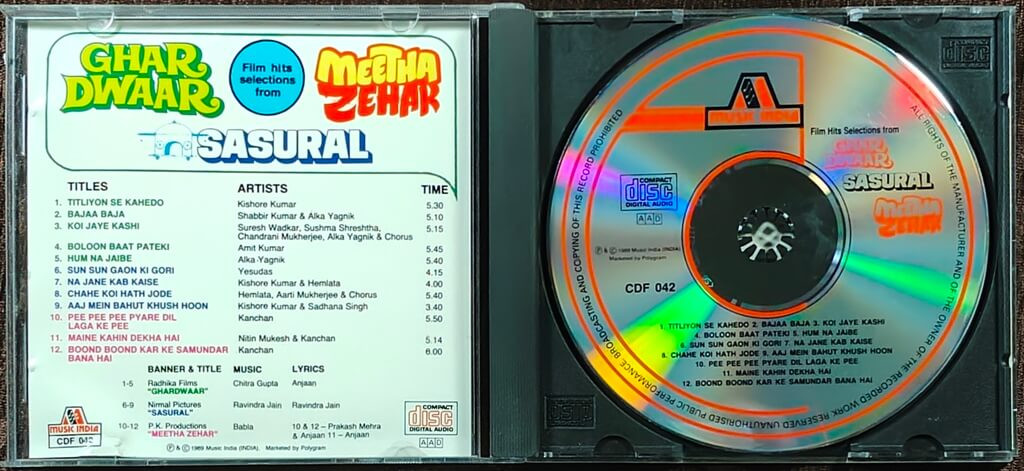 GHAR
DWAAR
Film hits
selections
from
MEETHA
ZEHAR
SASURAL
TITLES ARTISTS TIME
1. TITLIYON SE KAHEDO Kishore Kumar 5.30
2. BAJAA BAJA Shabbir Kumar & Alka Yagnik 5.10
3. KOI JAYE KASHI Suresh Wadkar, Sushma Shreshtha, 5.15
Chandrani Mukherjee, Alka Yagnik & Chorus
4. BOLOON BAAT PATEKI Amit Kumar 5.45
5. HUM NA JAIBE Alka Yagnik 5.40
6. SUN SUN GAON KI GORI Yesudas 4.15
7. NA JANE KAB KAISE Kishore Kumar & Hemlata 4.00
8. CHAHE KOI HATH JODE Hemlata, Aarti Mukherjee & Chorus 5.40
9. AAJ MEIN BAHUT KHUSH HOON Kishore Kumar & Sadhana Singh 3.40
10. PEE PEE PEE PYARE DIL Kanchan 5.50
LAGA KE PEE
11. MAINE KAHIN DEKHA HAI Nitin Mukesh & Kanchan 5.14
12. BOOND BOOND KAR KE SAMUNDAR Kanchan 6.00
BANA HAI
BANNER & TITLE MUSIC LYRICS
1-5 Radhika Films Chitra Gupta Anjaan
"GHARDWAAR"
6-9 Nirmal Pictures Ravindra Jain Ravindra Jain
"SASURAL"
10-12 P.K. Productions Babla 10 & 12 – Prakash Mehra
"MEETHA ZEHAR" & Anjaan 11 – Anjaan
MUSIC INDIA
CDF 042
COMPACT
disc
DIGITAL AUDIO
AAD
℗ & © 1989 Music India (INDIA). Marketed by Polygram
COMPACT
disc
MUSIC INDIA
Film Hits Selections from
GHAR
DWAAR
SASURAL
MEETHA
ZEHAR
COMPACT
disc
DIGITAL AUDIO
AAD
℗ & © 1989 Music India (INDIA)
Marketed by Polygram
CDF 042
1. TITLIYON SE KAHEDO 2. BAJAA BAJA 3. KOI JAYE KASHI
4. BOLOON BAAT PATEKI 5. HUM NA JAIBE
6. SUN SUN GAON KI GORI 7. NA JANE KAB KAISE
8. CHAHE KOI HATH JODE 9. AAJ MEIN BAHUT KHUSH HOON
10. PEE PEE PEE PYARE DIL LAGA KE PEE
11. MAINE KAHIN DEKHA HAI
12. BOOND BOOND KAR KE SAMUNDAR BANA HAI
ALL RIGHTS OF THE MANUFACTURER AND OF THE OWNER OF THE RECORDED WORK RESERVED UNAUTHORISED PUBLIC PERFORMANCE BROADCASTING AND COPYING OF THIS RECORD PROHIBITED